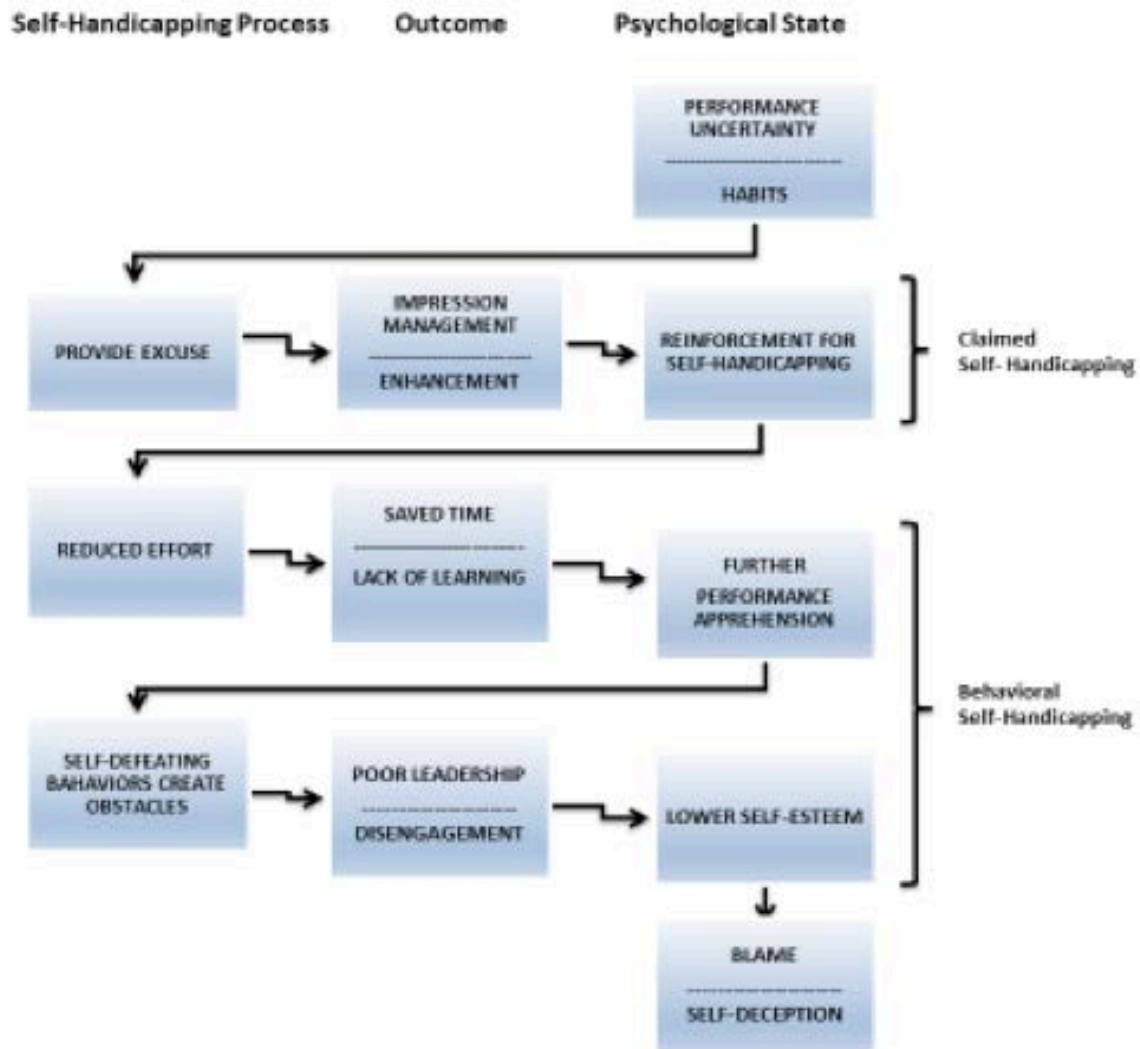 Self-Handicapping Process Outcome Psychological State
PERFORMANCE
UNCERTAINTY
HABITS
PROVIDE EXCUSE
IMPRESSION
MANAGEMENT
ENHANCEMENT
REINFORCEMENT FOR
SELF-HANDICAPPING
Claimed
Self- Handicapping
REDUCED EFFORT
SAVED TIME
LACK OF LEARNING
FURTHER
PERFORMANCE
APPREHENSION
Behavioral
Self-Handicapping
SELF-DEFEATING
BAHAVIORS CREATE
OBSTACLES
POOR LEADERSHIP
DISENGAGEMENT
LOWER SELF-ESTEEM
BLAME
SELF-DECEPTION